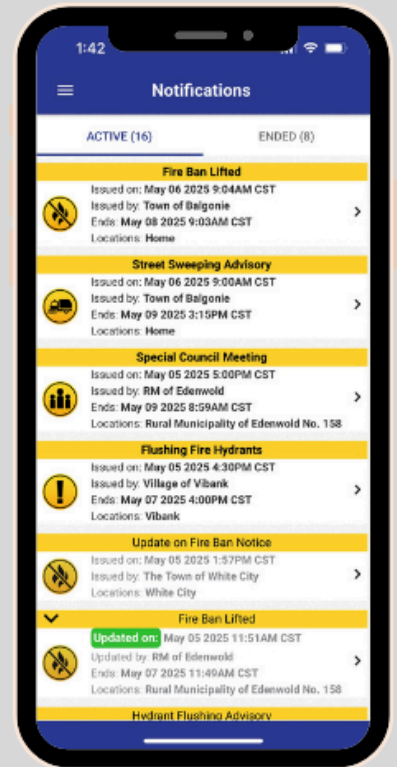 1:42
Notifications
ACTIVE (16)
ENDED (8)
Fire Ban Lifted
Issued on: May 06 2025 9:04AM CST
Issued by: Town of Balgonie
Ends: May 08 2025 9:03AM CST
Locations: Home
Street Sweeping Advisory
Issued on: May 06 2025 9:00AM CST
Issued by: Town of Balgonie
Ends: May 09 2025 3:15PM CST
Locations: Home
Special Council Meeting
Issued on: May 05 2025 5:00PM CST
Issued by: RM of Edenwold
Ends: May 09 2025 8:59AM CST
Locations: Rural Municipality of Edenwold No. 158
Flushing Fire Hydrants
Issued on: May 05 2025 4:30PM CST
Issued by: Village of Vibank
Ends: May 07 2025 4:00PM CST
Locations: Vibank
Update on Fire Ban Notice
Issued on: May 05 2025 1:57PM CST
Issued by: The Town of White City
Locations: White City
Fire Ban Lifted
Updated on: May 05 2025 11:51AM CST
Updated by: RM of Edenwold
Ends: May 07 2025 11:49AM CST
Locations: Rural Municipality of Edenwold No. 158
Hydrant Flushing Advisory